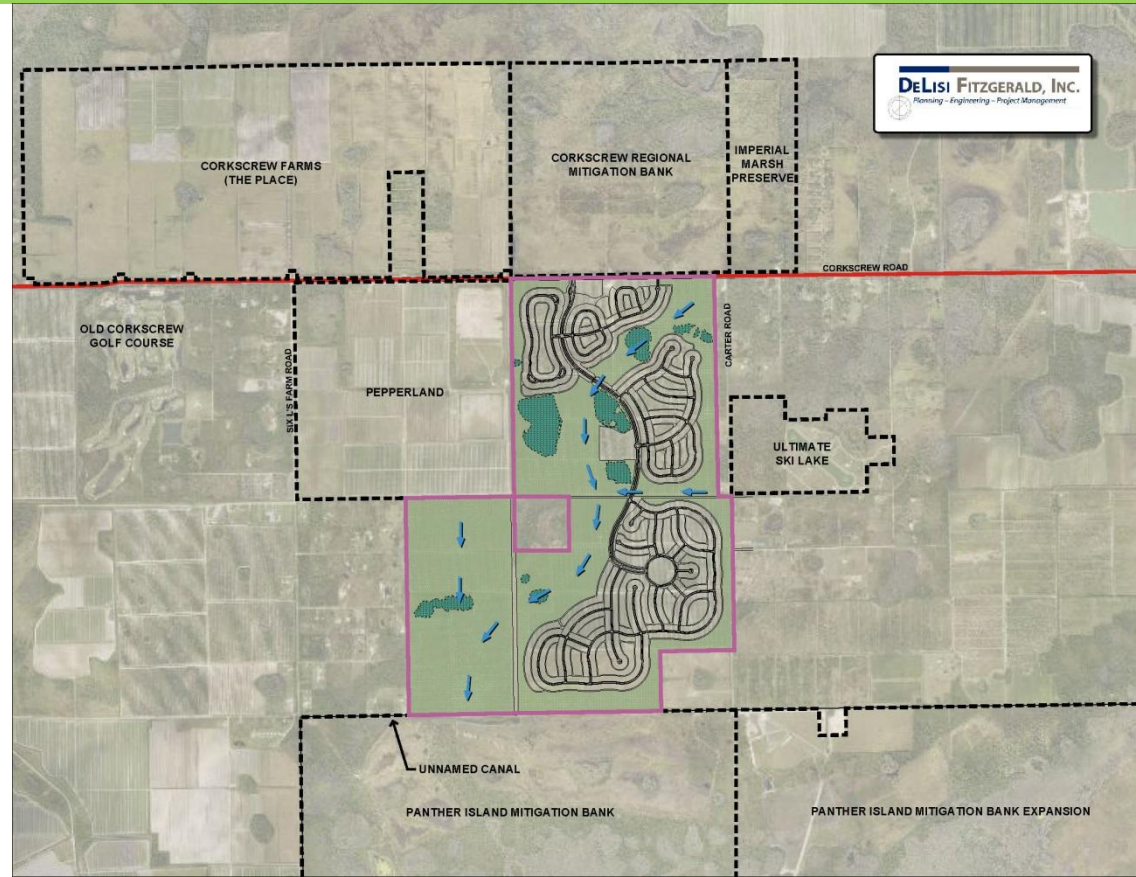 DELISI FITZGERALD, INC.
Planning – Engineering – Project Management
CORKSCREW FARMS
(THE PLACE)
CORKSCREW REGIONAL
MITIGATION BANK
IMPERIAL
MARSH
PRESERVE
CORKSCREW ROAD
OLD CORKSCREW
GOLF COURSE
SIX L'S FARM ROAD
PEPPERLAND
CARTER ROAD
ULTIMATE
SKI LAKE
UNNAMED CANAL
PANTHER ISLAND MITIGATION BANK
PANTHER ISLAND MITIGATION BANK EXPANSION